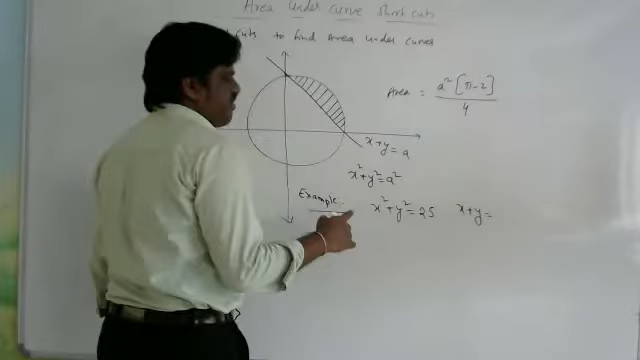 Area Under Curve Short cuts
cuts to find Area Under curves
Area = a² [π-2] / 4
x+y=a
x²+y²=a²
Example:-
x²+y²=25 x+y=